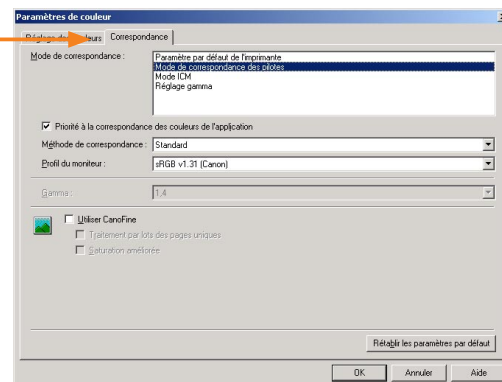 Paramètres de couleur
Réglage des couleurs Correspondance
Mode de correspondance :
Paramètre par défaut de l'imprimante
Mode de correspondance des pilotes
Mode ICM
Réglage gamma
Priorité à la correspondance des couleurs de l'application
Méthode de correspondance : Standard
Profil du moniteur : sRGB v1.31 (Canon)
Gamma : 1,4
Utiliser CanoFine
Traitement par lots des pages uniques
Saturation améliorée
Rétablir les paramètres par défaut
OK Annuler Aide